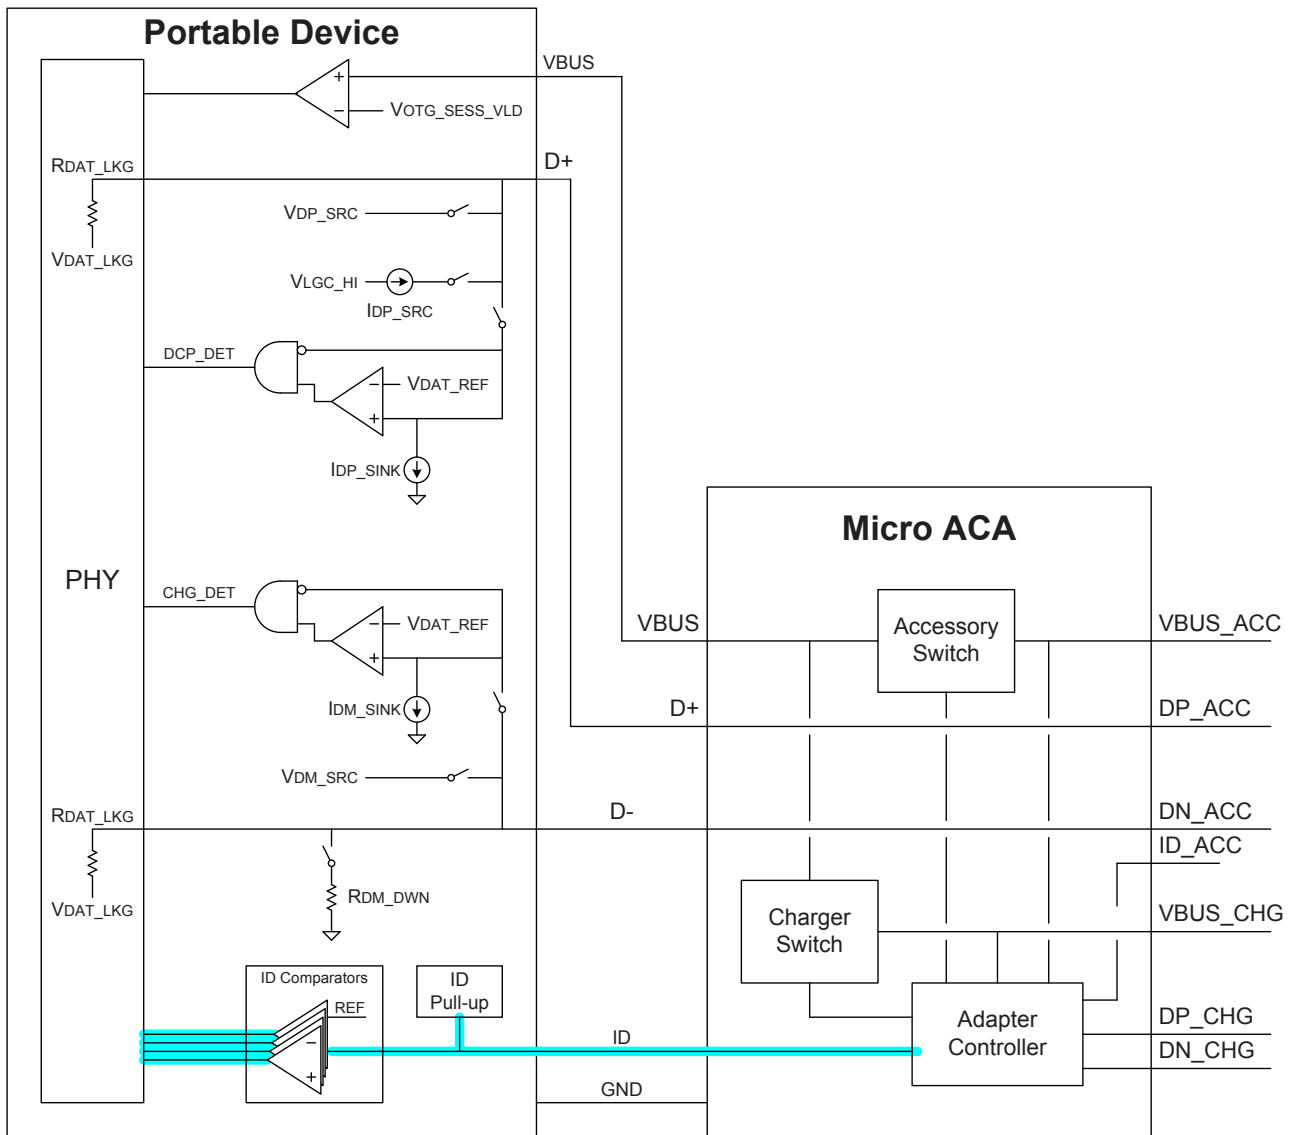 Portable Device
VBUS
VOTG_SESS_VLD
+
−
RDAT_LKG
D+
VDP_SRC
VDAT_LKG
VLGC_HI
IDP_SRC
DCP_DET
VDAT_REF
−
+
IDP_SINK
Micro ACA
PHY
CHG_DET
VDAT_REF
−
+
VBUS
Accessory
Switch
VBUS_ACC
IDM_SINK
D+
DP_ACC
VDM_SRC
RDAT_LKG
D-
DN_ACC
ID_ACC
RDM_DWN
VDAT_LKG
Charger
Switch
VBUS_CHG
ID Comparators
REF
−
+
ID
Pull-up
ID
Adapter
Controller
DP_CHG
DN_CHG
GND